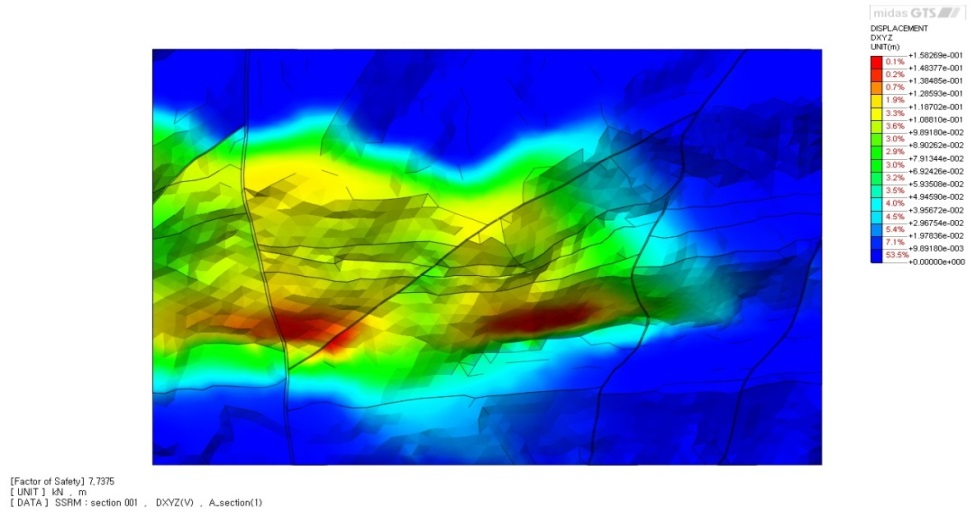 midas GTS
DISPLACEMENT
DXYZ
UNIT(m)
+1.58269e-001
0.1%
+1.48377e-001
0.2%
+1.38485e-001
0.7%
+1.28593e-001
1.9%
+1.18702e-001
3.3%
+1.08810e-001
3.6%
+9.89180e-002
3.0%
+8.90262e-002
2.9%
+7.91344e-002
3.0%
+6.92426e-002
3.2%
+5.93508e-002
3.5%
+4.94590e-002
4.0%
+3.95672e-002
4.5%
+2.96754e-002
5.4%
+1.97836e-002
7.1%
+9.89180e-003
53.5%
+0.00000e+000
[Factor of Safety] 7.7375
[ UNIT ] kN , m
[ DATA ] SSRM : section 001 , DXYZ(V) , A_section(1)